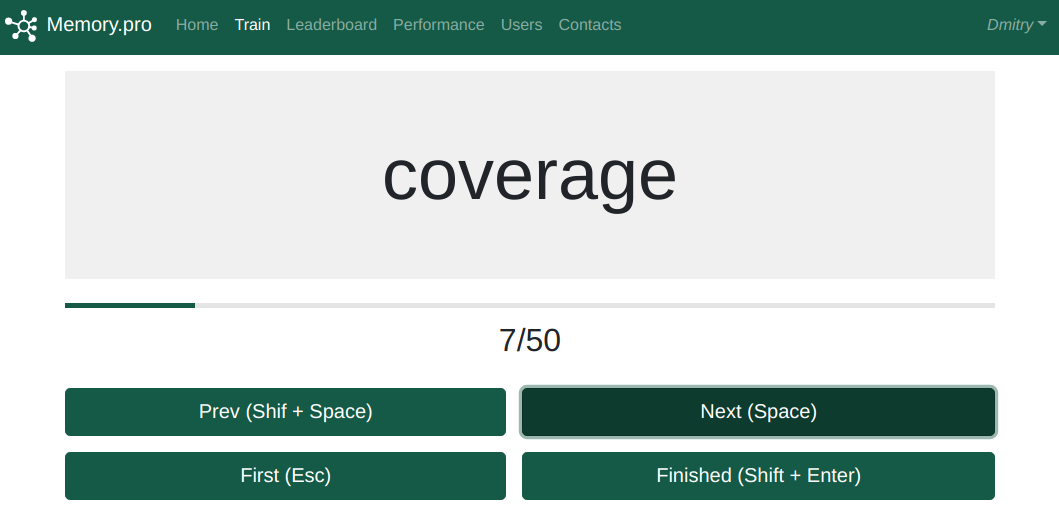 Memory.pro Home Train Leaderboard Performance Users Contacts Dmitry
coverage
7/50
Prev (Shif + Space) Next (Space)
First (Esc) Finished (Shift + Enter)